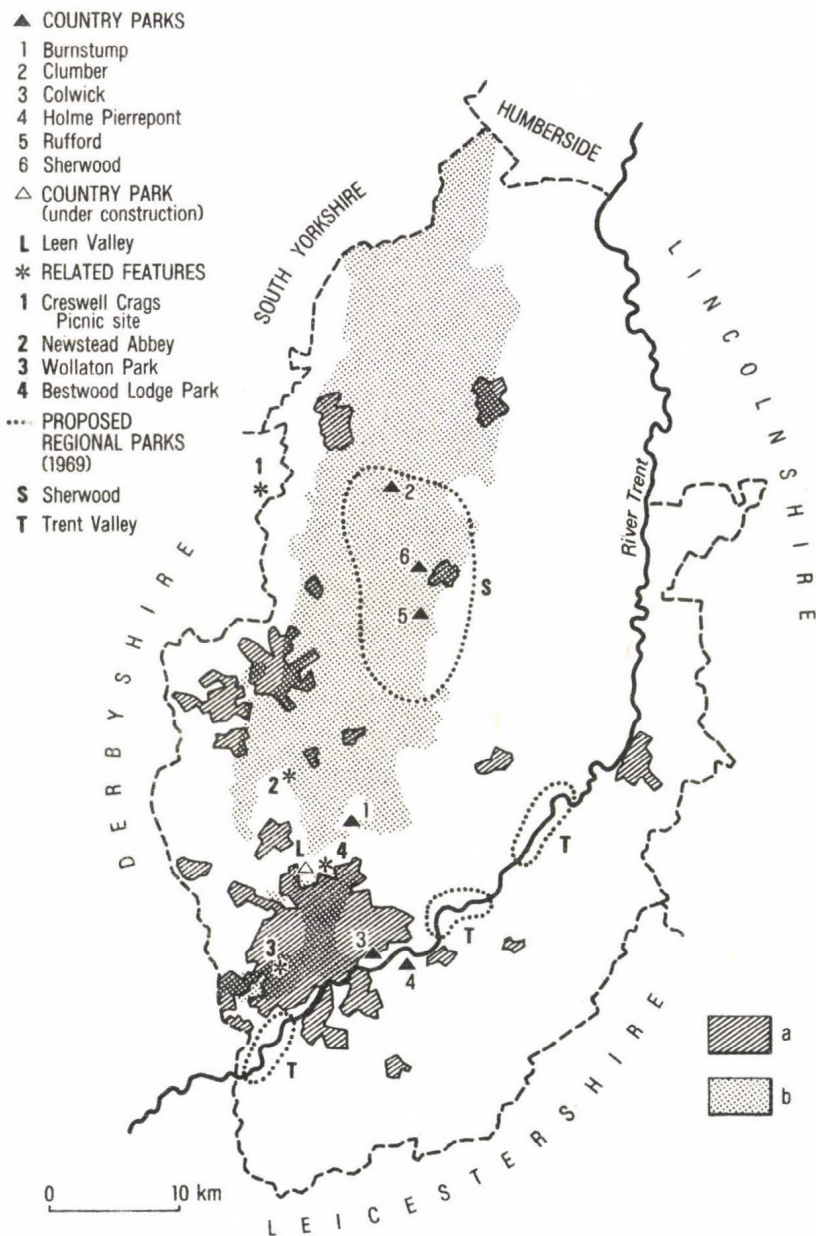 ▲ COUNTRY PARKS
1 Burnstump
2 Clumber
3 Colwick
4 Holme Pierrepont
5 Rufford
6 Sherwood
△ COUNTRY PARK
(under construction)
L Leen Valley
* RELATED FEATURES
1 Creswell Crags
Picnic site
2 Newstead Abbey
3 Wollaton Park
4 Bestwood Lodge Park
···· PROPOSED
REGIONAL PARKS
(1969)
S Sherwood
T Trent Valley
HUMBERSIDE
SOUTH YORKSHIRE
LINCOLNSHIRE
River Trent
DERBYSHIRE
LEICESTERSHIRE
1
2
6
5
S
2
1
L
4
3
3
4
T
T
T
a
b
0 10 km